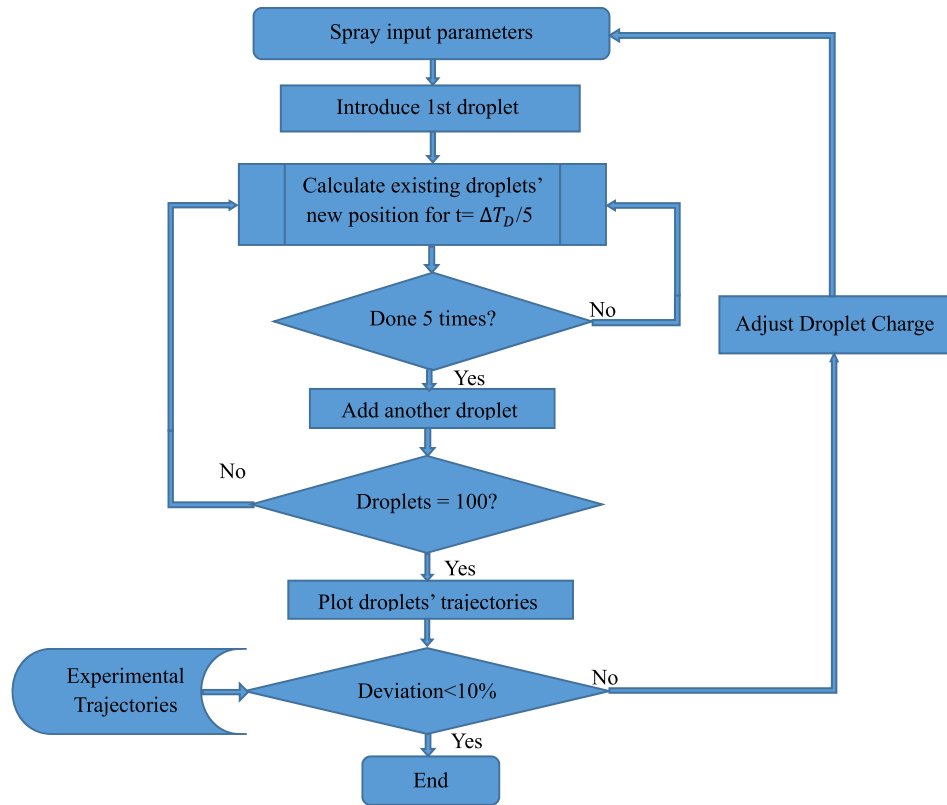 Spray input parameters
Introduce 1st droplet
Calculate existing droplets’
new position for t= ΔT_D/5
Done 5 times?
No
Adjust Droplet Charge
Yes
Add another droplet
No
Droplets = 100?
Yes
Plot droplets’ trajectories
Experimental
Trajectories
Deviation<10%
No
Yes
End